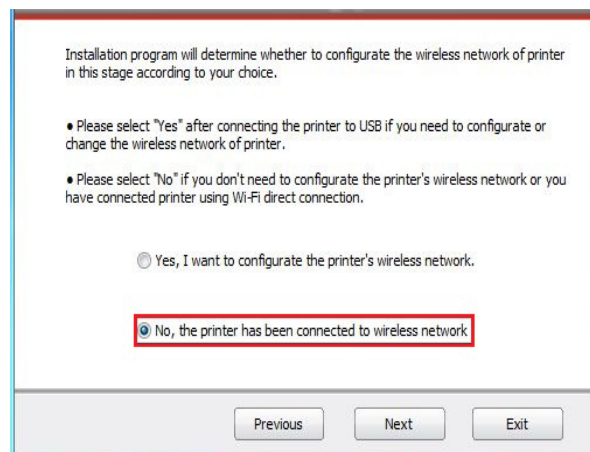 Installation program will determine whether to configurate the wireless network of printer
in this stage according to your choice.
● Please select "Yes" after connecting the printer to USB if you need to configurate or
change the wireless network of printer.
● Please select "No" if you don't need to configurate the printer's wireless network or you
have connected printer using Wi-Fi direct connection.
Yes, I want to configurate the printer's wireless network.
No, the printer has been connected to wireless network
Previous Next Exit